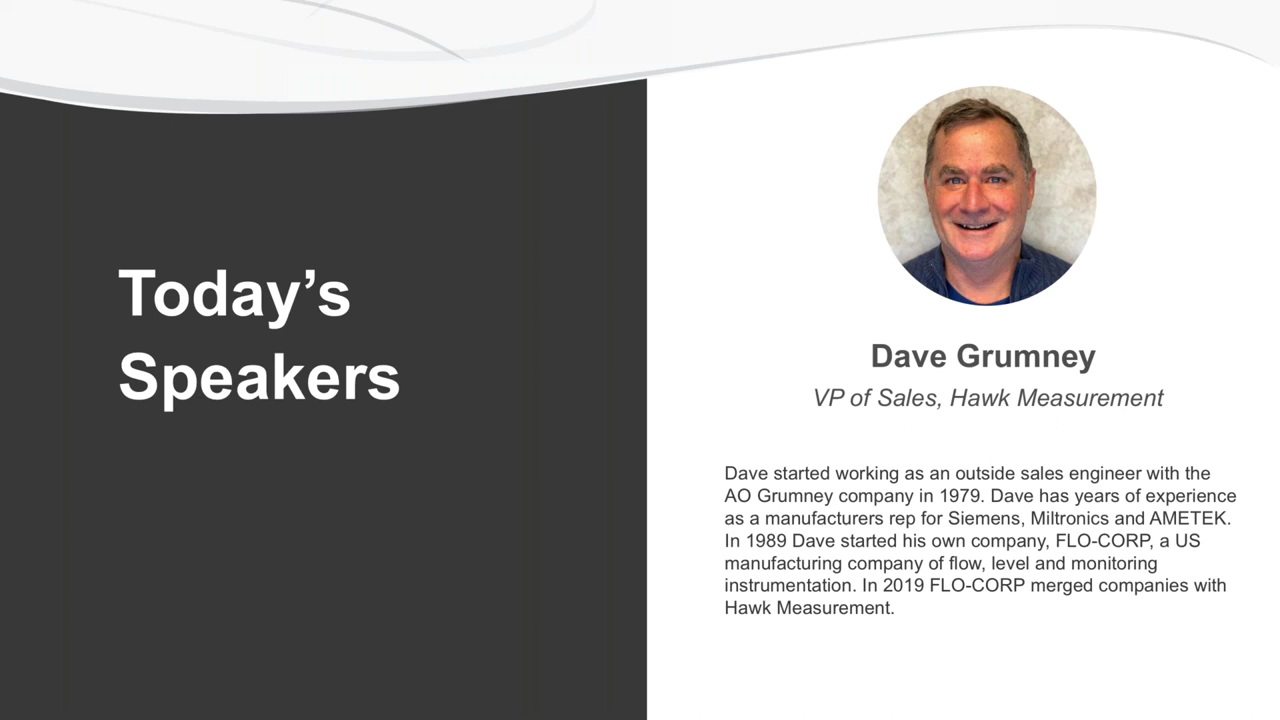 Today’s
Speakers
Dave Grumney
VP of Sales, Hawk Measurement
Dave started working as an outside sales engineer with the
AO Grumney company in 1979. Dave has years of experience
as a manufacturers rep for Siemens, Miltronics and AMETEK.
In 1989 Dave started his own company, FLO-CORP, a US
manufacturing company of flow, level and monitoring
instrumentation. In 2019 FLO-CORP merged companies with
Hawk Measurement.